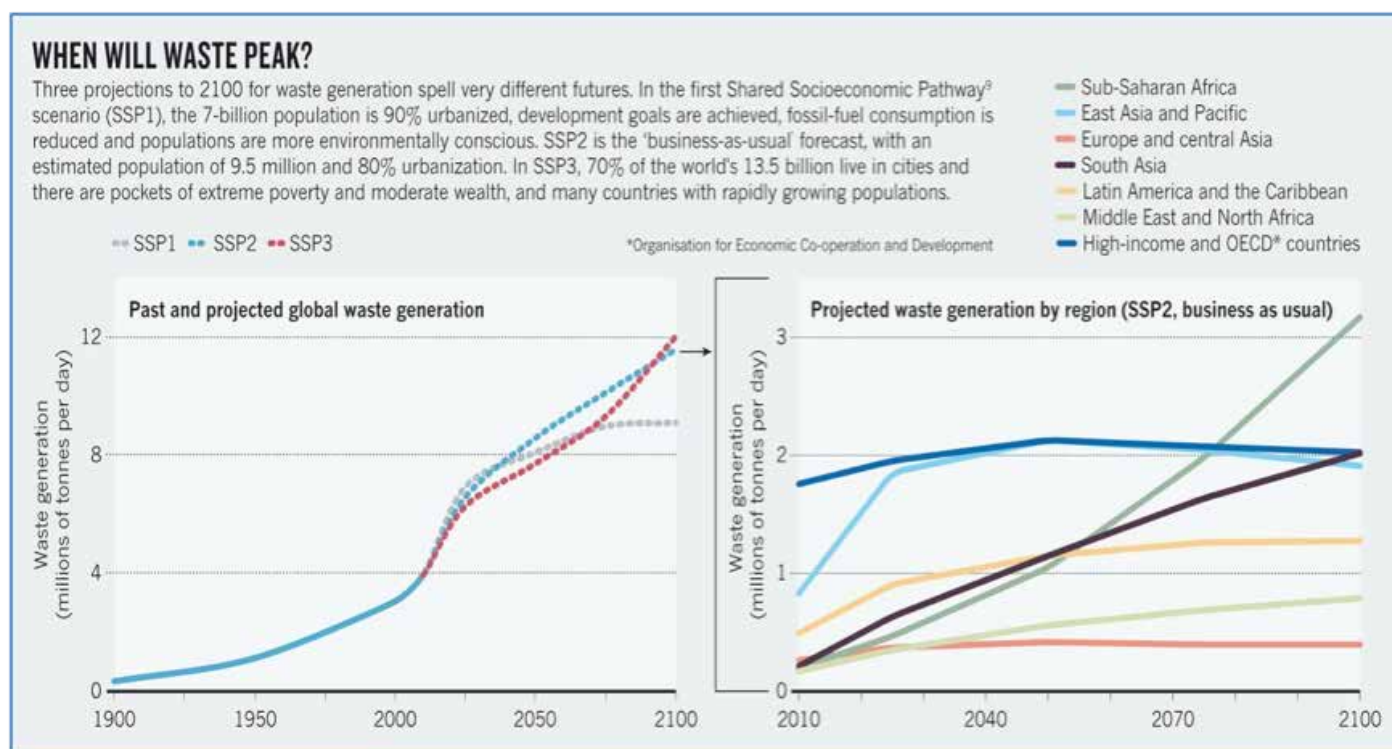 WHEN WILL WASTE PEAK?
Three projections to 2100 for waste generation spell very different futures. In the first Shared Socioeconomic Pathway⁹
scenario (SSP1), the 7-billion population is 90% urbanized, development goals are achieved, fossil-fuel consumption is
reduced and populations are more environmentally conscious. SSP2 is the 'business-as-usual' forecast, with an
estimated population of 9.5 million and 80% urbanization. In SSP3, 70% of the world's 13.5 billion live in cities and
there are pockets of extreme poverty and moderate wealth, and many countries with rapidly growing populations.
Sub-Saharan Africa
East Asia and Pacific
Europe and central Asia
South Asia
Latin America and the Caribbean
Middle East and North Africa
High-income and OECD* countries
SSP1 SSP2 SSP3
*Organisation for Economic Co-operation and Development
Past and projected global waste generation
Waste generation
(millions of tonnes per day)
12
8
4
0
1900 1950 2000 2050 2100
Projected waste generation by region (SSP2, business as usual)
Waste generation
(millions of tonnes per day)
3
2
1
0
2010 2040 2070 2100